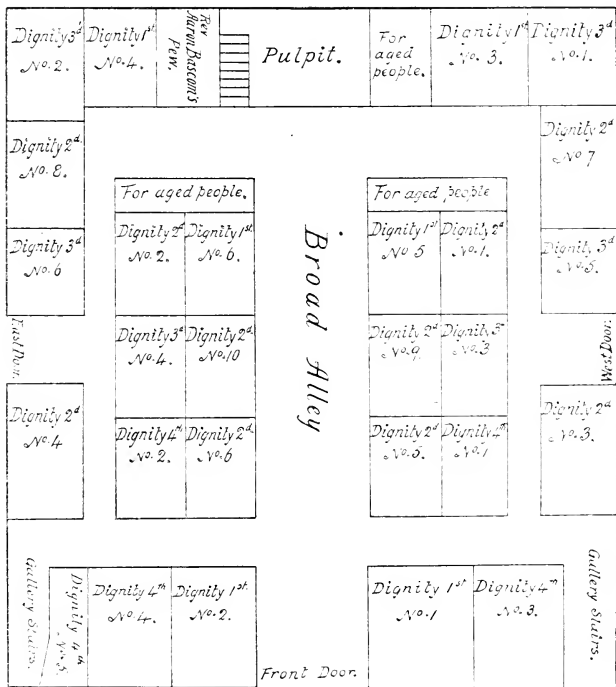 Dignity 3d
No. 2.
Dignity 1st
No. 4.
Rev
Aaron Bascom's
Pew.
Pulpit.
For
aged
people.
Dignity 1st
No. 3.
Dignity 3d
No. 1.
Dignity 2d
No. 8.
Dignity 2d
No 7
For aged people.
For aged people
Dignity 3d
No. 6
Dignity 2d
No. 2.
Dignity 1st
No. 6.
Broad Alley
Dignity 1st
No 5
Dignity 2d
No. 1.
Dignity 3d
No. 5.
East Door.
Dignity 3d
No. 4.
Dignity 2d
No. 10
Dignity 2d
No. 9.
Dignity 3d
No. 3
West Door.
Dignity 2d
No. 4
Dignity 4th
No. 2.
Dignity 2d
No. 6
Dignity 2d
No. 5.
Dignity 4th
No. 1
Dignity 2d
No. 3.
Gallery Stairs.
Dignity 4th
No. 5.
Dignity 4th
No. 4.
Dignity 1st.
No. 2.
Dignity 1st
No. 1
Dignity 4th
No. 3.
Gallery Stairs.
Front Door.